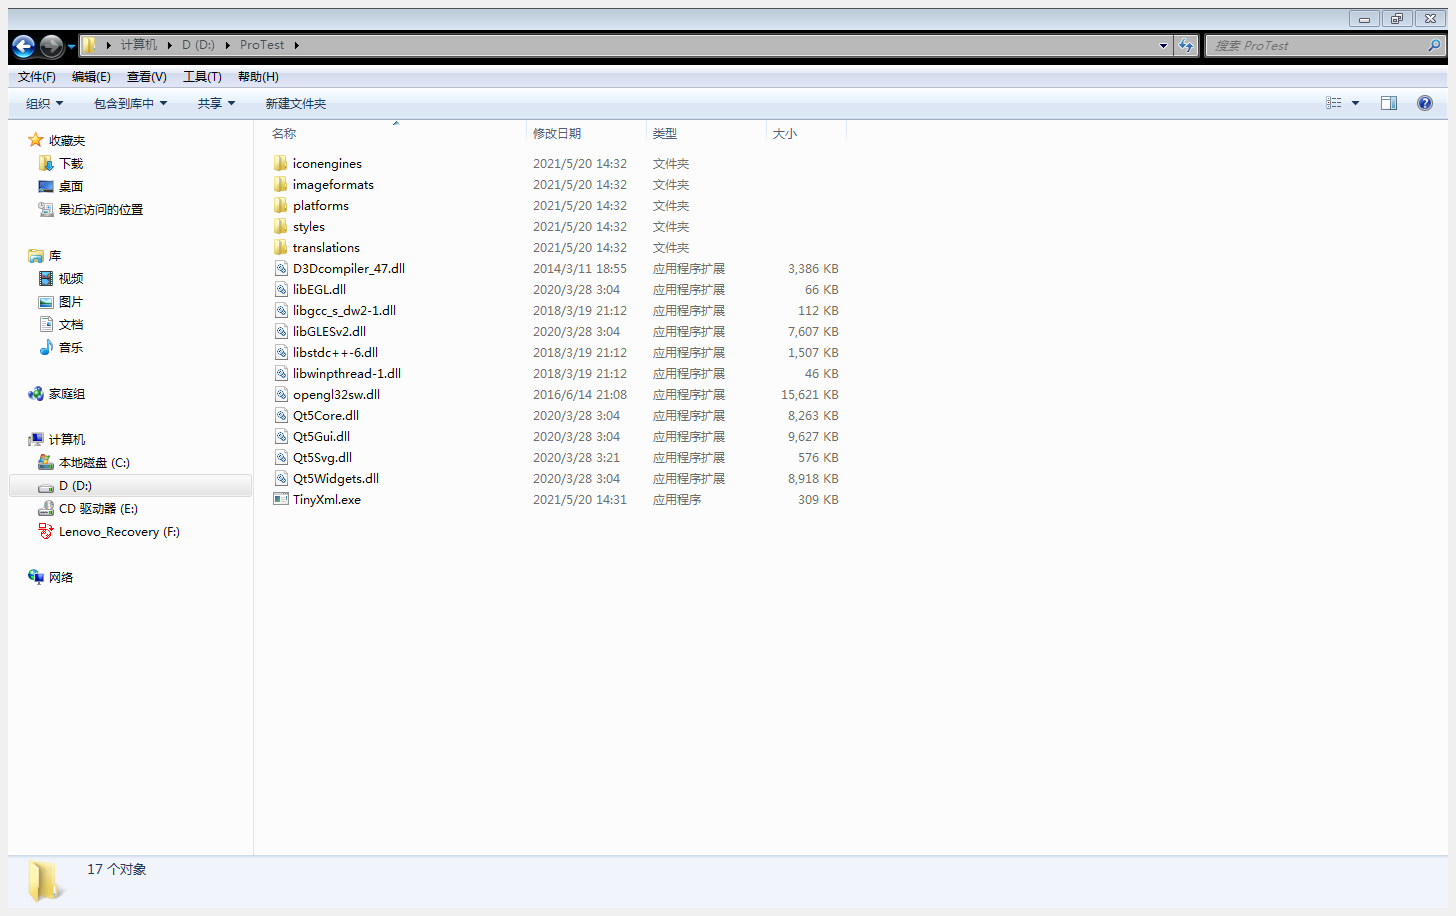 计算机 D (D:) ProTest 搜索 ProTest
文件(F) 编辑(E) 查看(V) 工具(T) 帮助(H)
组织 包含到库中 共享 新建文件夹
收藏夹
下载
桌面
最近访问的位置
库
视频
图片
文档
音乐
家庭组
计算机
本地磁盘 (C:)
D (D:)
CD 驱动器 (E:)
Lenovo_Recovery (F:)
网络
名称 修改日期 类型 大小
iconengines 2021/5/20 14:32 文件夹
imageformats 2021/5/20 14:32 文件夹
platforms 2021/5/20 14:32 文件夹
styles 2021/5/20 14:32 文件夹
translations 2021/5/20 14:32 文件夹
D3Dcompiler_47.dll 2014/3/11 18:55 应用程序扩展 3,386 KB
libEGL.dll 2020/3/28 3:04 应用程序扩展 66 KB
libgcc_s_dw2-1.dll 2018/3/19 21:12 应用程序扩展 112 KB
libGLESv2.dll 2020/3/28 3:04 应用程序扩展 7,607 KB
libstdc++-6.dll 2018/3/19 21:12 应用程序扩展 1,507 KB
libwinpthread-1.dll 2018/3/19 21:12 应用程序扩展 46 KB
opengl32sw.dll 2016/6/14 21:08 应用程序扩展 15,621 KB
Qt5Core.dll 2020/3/28 3:04 应用程序扩展 8,263 KB
Qt5Gui.dll 2020/3/28 3:04 应用程序扩展 9,627 KB
Qt5Svg.dll 2020/3/28 3:21 应用程序扩展 576 KB
Qt5Widgets.dll 2020/3/28 3:04 应用程序扩展 8,918 KB
TinyXml.exe 2021/5/20 14:31 应用程序 309 KB
17 个对象